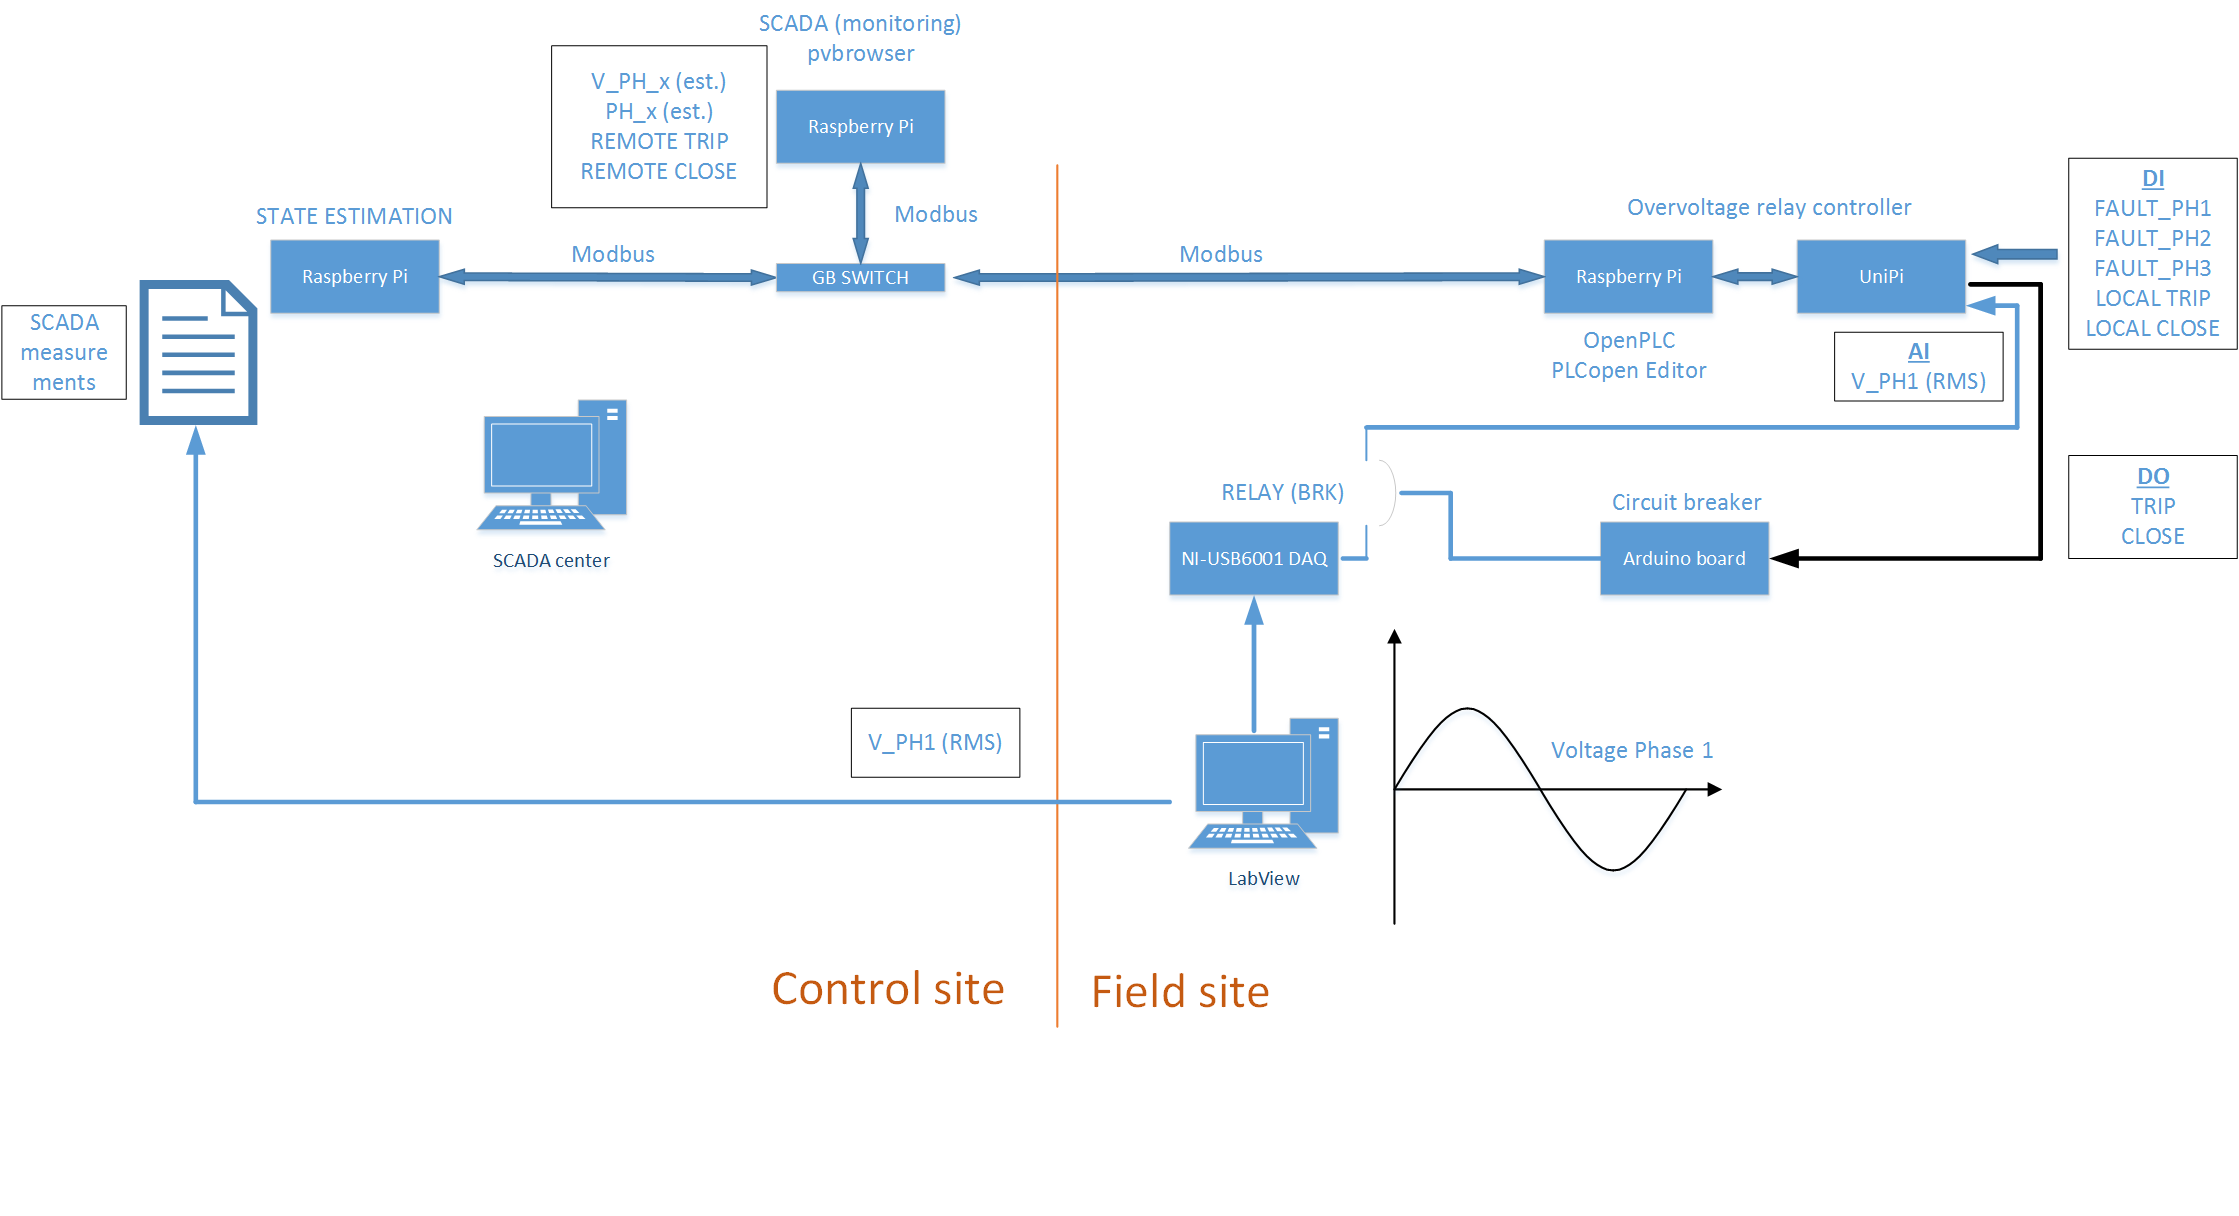 SCADA (monitoring)
pvbrowser
V_PH_x (est.)
PH_x (est.)
REMOTE TRIP
REMOTE CLOSE
Raspberry Pi
Modbus
STATE ESTIMATION
Raspberry Pi
Modbus
GB SWITCH
Modbus
Overvoltage relay controller
Raspberry Pi
UniPi
OpenPLC
PLCopen Editor
DI
FAULT_PH1
FAULT_PH2
FAULT_PH3
LOCAL TRIP
LOCAL CLOSE
AI
V_PH1 (RMS)
SCADA
measure
ments
SCADA center
RELAY (BRK)
NI-USB6001 DAQ
Circuit breaker
Arduino board
DO
TRIP
CLOSE
V_PH1 (RMS)
LabView
Voltage Phase 1
Control site
Field site